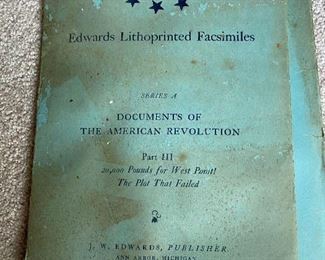 Edwards Lithoprinted Facsimiles
SERIES A
DOCUMENTS OF
THE AMERICAN REVOLUTION
Part III
20,000 Pounds for West Point!
The Plot That Failed
J. W. EDWARDS, PUBLISHER
ANN ARBOR, MICHIGAN